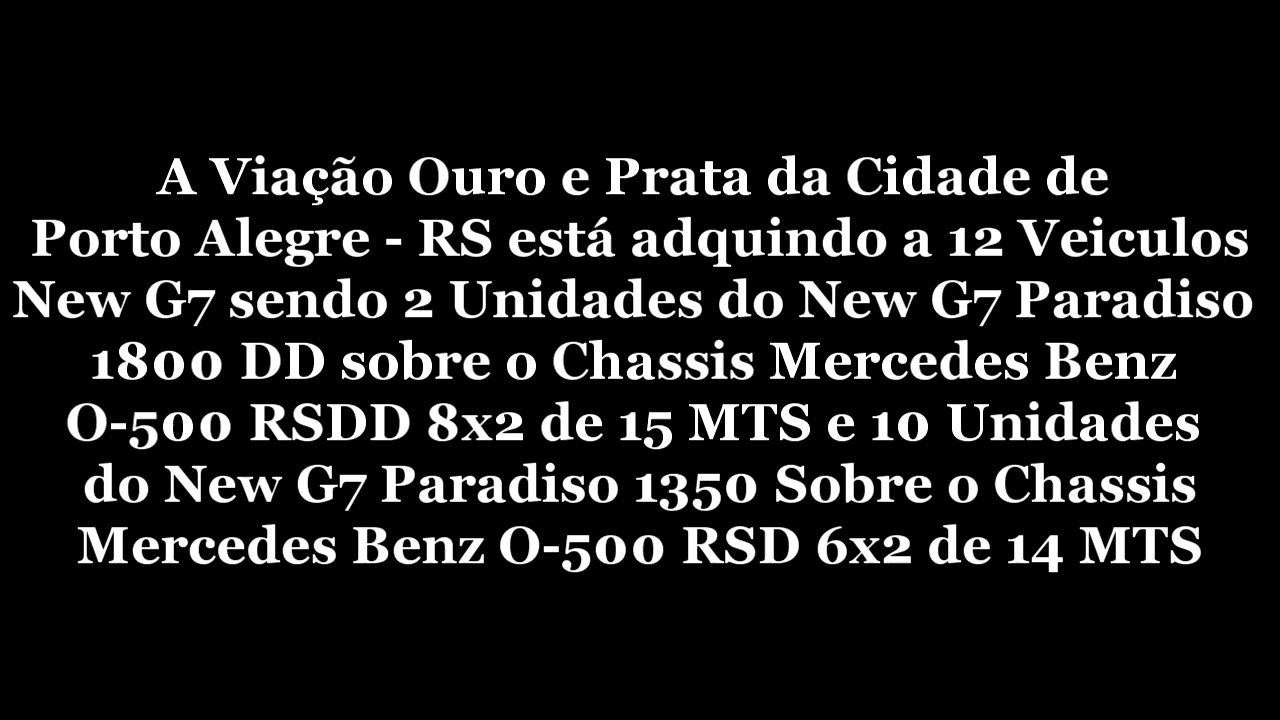 A Viação Ouro e Prata da Cidade de
Porto Alegre - RS está adquindo a 12 Veiculos
New G7 sendo 2 Unidades do New G7 Paradiso
1800 DD sobre o Chassis Mercedes Benz
O-500 RSDD 8x2 de 15 MTS e 10 Unidades
do New G7 Paradiso 1350 Sobre o Chassis
Mercedes Benz O-500 RSD 6x2 de 14 MTS